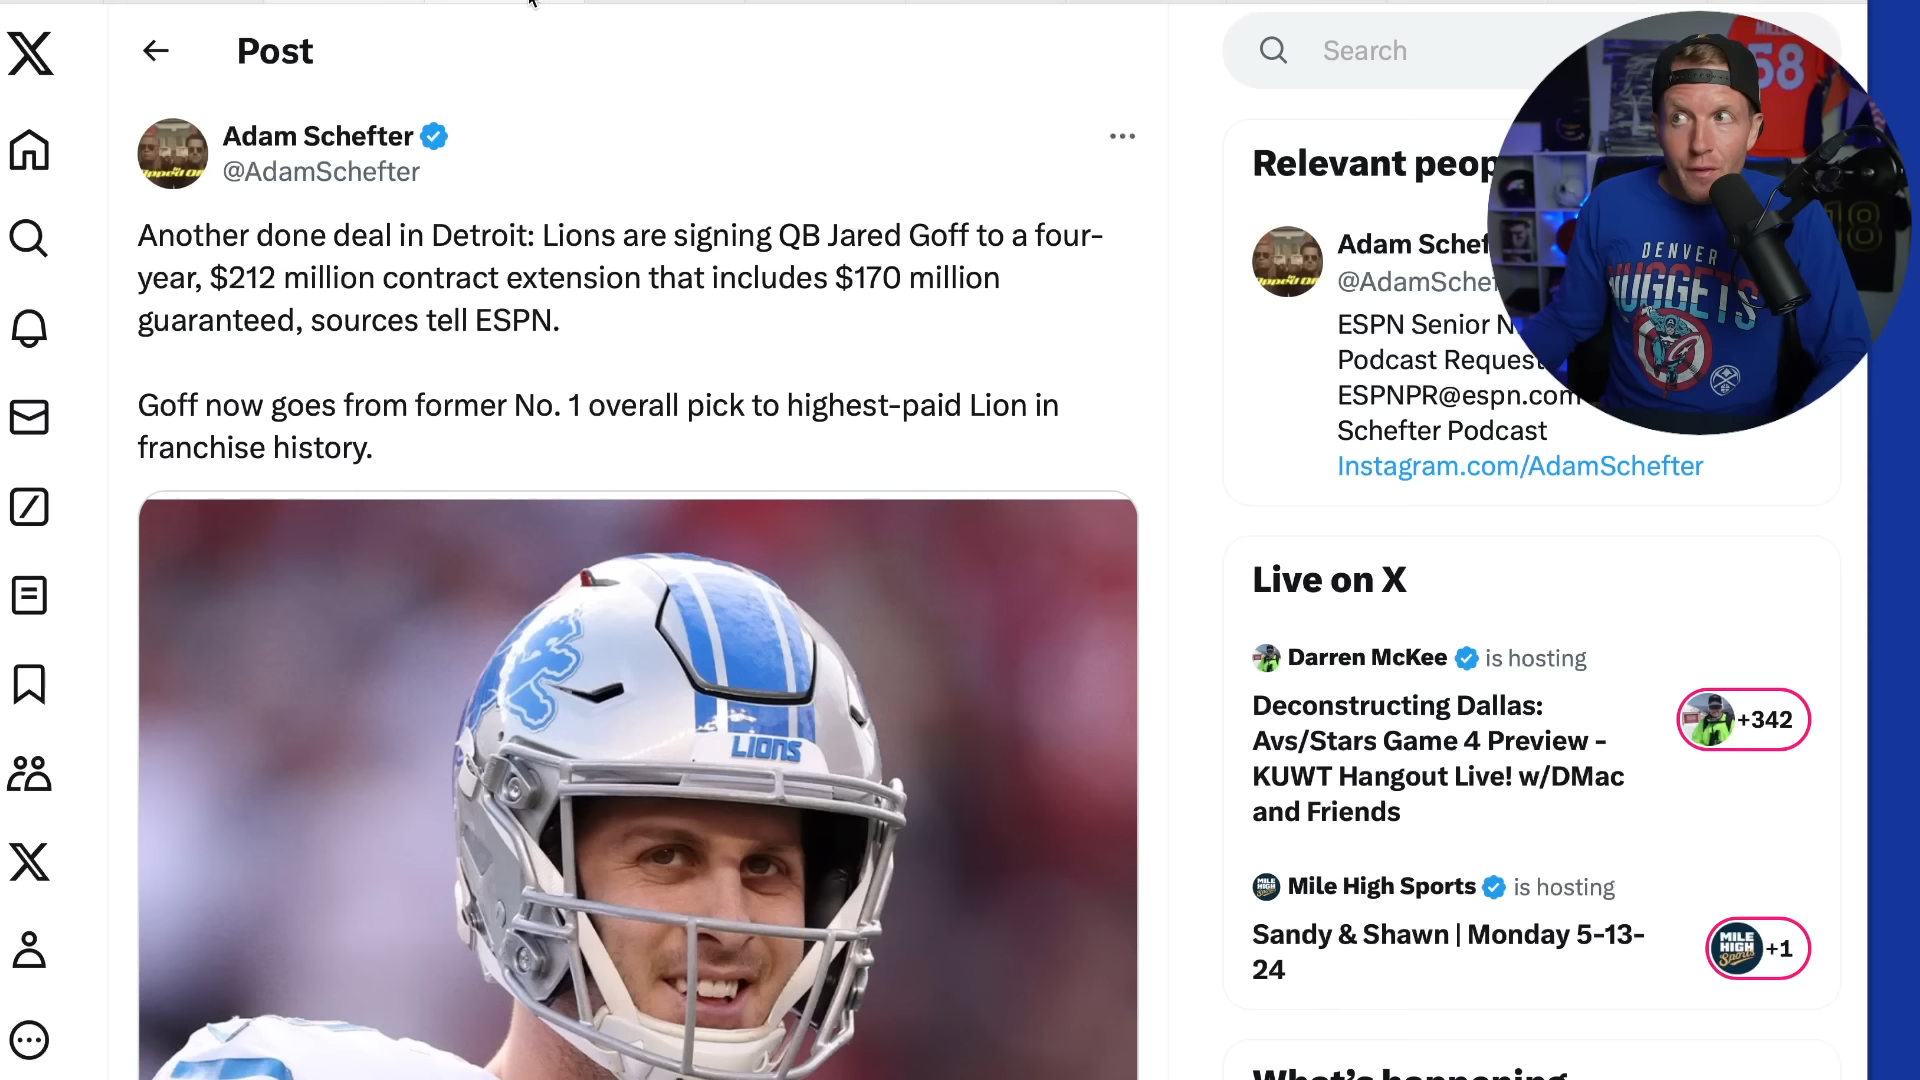 Post
Search
Adam Schefter
@AdamSchefter
Another done deal in Detroit: Lions are signing QB Jared Goff to a four-
year, $212 million contract extension that includes $170 million
guaranteed, sources tell ESPN.
Goff now goes from former No. 1 overall pick to highest-paid Lion in
franchise history.
LIONS
Relevant peop
Adam Schef
@AdamSchef
ESPN Senior N
Podcast Request
ESPNPR@espn.com
Schefter Podcast
Instagram.com/AdamSchefter
58
18
DENVER
NUGGETS
Live on X
Darren McKee is hosting
Deconstructing Dallas:
Avs/Stars Game 4 Preview -
KUWT Hangout Live! w/DMac
and Friends
+342
Mile High Sports is hosting
Sandy & Shawn | Monday 5-13-
24
MILE
HIGH
Sports
+1
What's happening